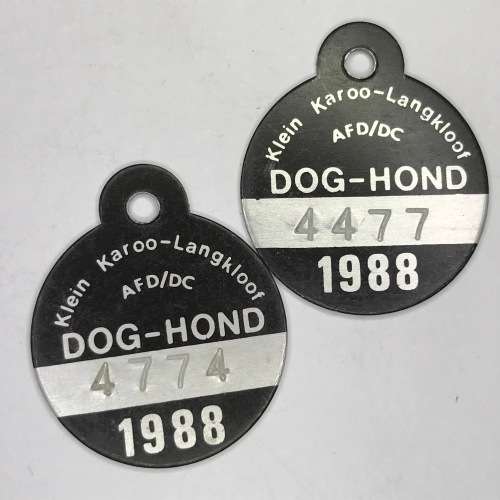 Klein Karoo-Langkloof
AFD/DC
DOG-HOND
4774
1988
Klein Karoo-Langkloof
AFD/DC
DOG-HOND
4477
1988